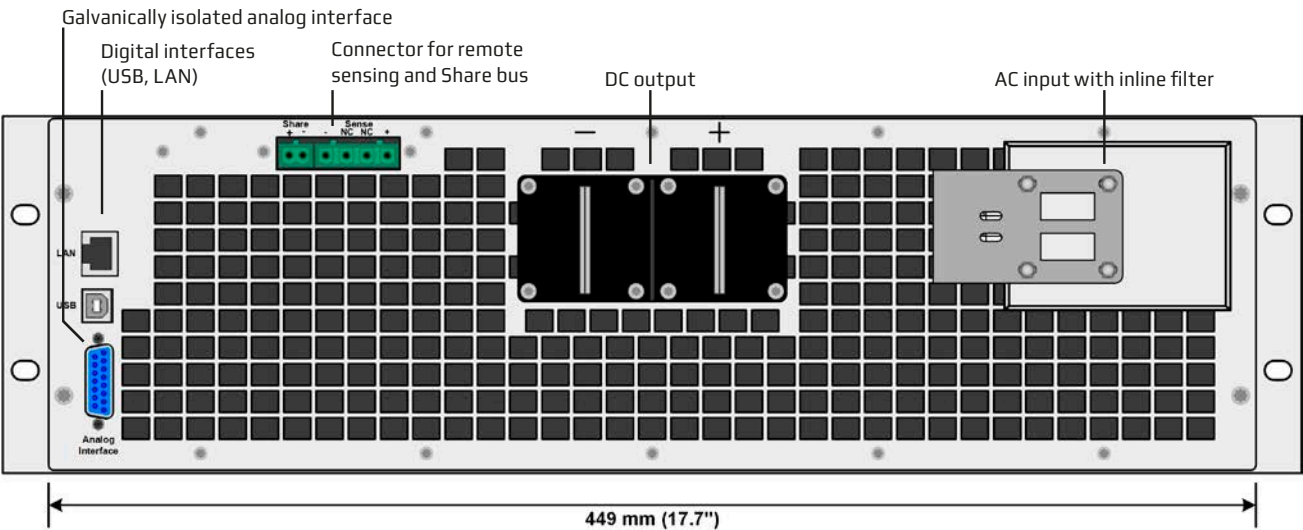 Galvanically isolated analog interface
Digital interfaces
(USB, LAN)
Connector for remote
sensing and Share bus
DC output
AC input with inline filter
Share Sense
+ - - NC NC +
− +
LAN
USB
Analog
Interface
449 mm (17.7")